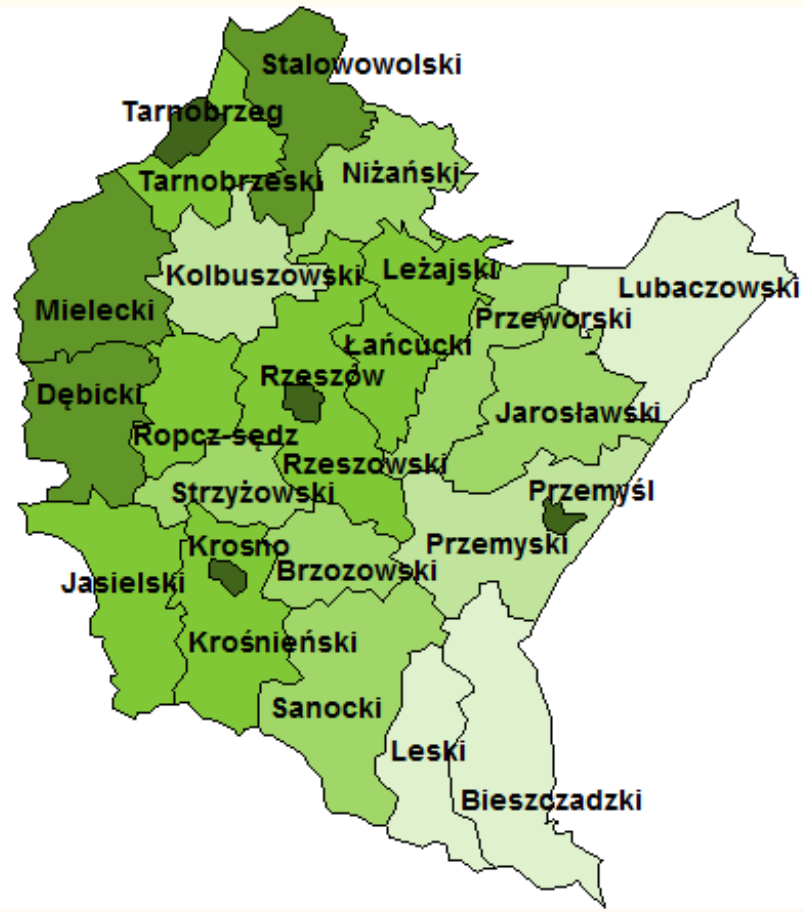 Stalowowolski
Tarnobrzeg
Niżański
Tarnobrzeski
Kolbuszowski
Leżajski
Lubaczowski
Mielecki
Przeworski
Łańcucki
Rzeszów
Dębicki
Jarosławski
Ropcz-sędz
Rzeszowski
Strzyżowski
Przemyśl
Krosno
Przemyski
Brzozowski
Jasielski
Krośnieński
Sanocki
Leski
Bieszczadzki